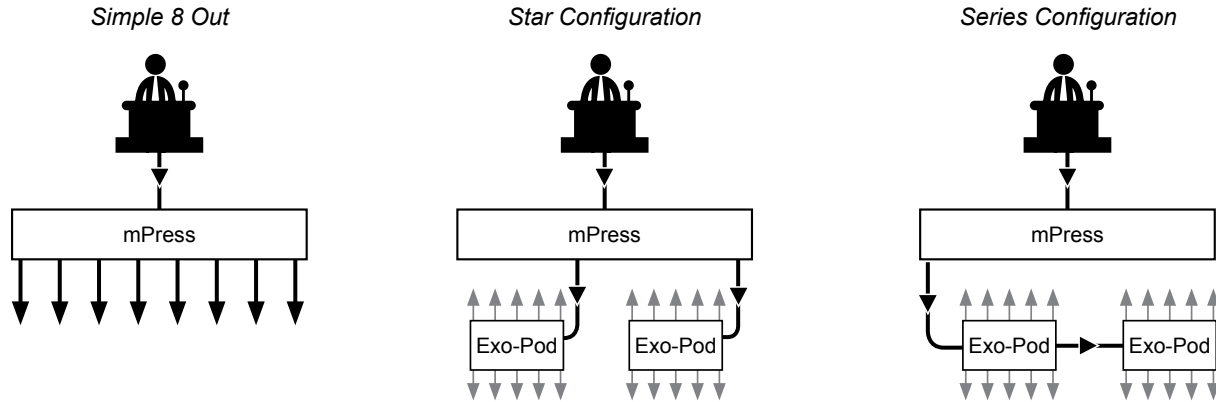 Simple 8 Out
Star Configuration
Series Configuration
mPress
mPress
mPress
Exo-Pod
Exo-Pod
Exo-Pod
Exo-Pod